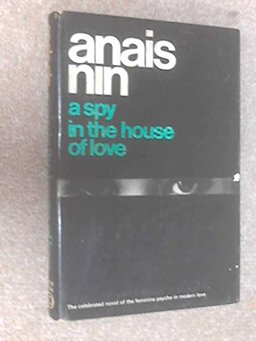 anais
nin
a spy
in the house
of love
The celebrated novel of the feminine psyche in modern love